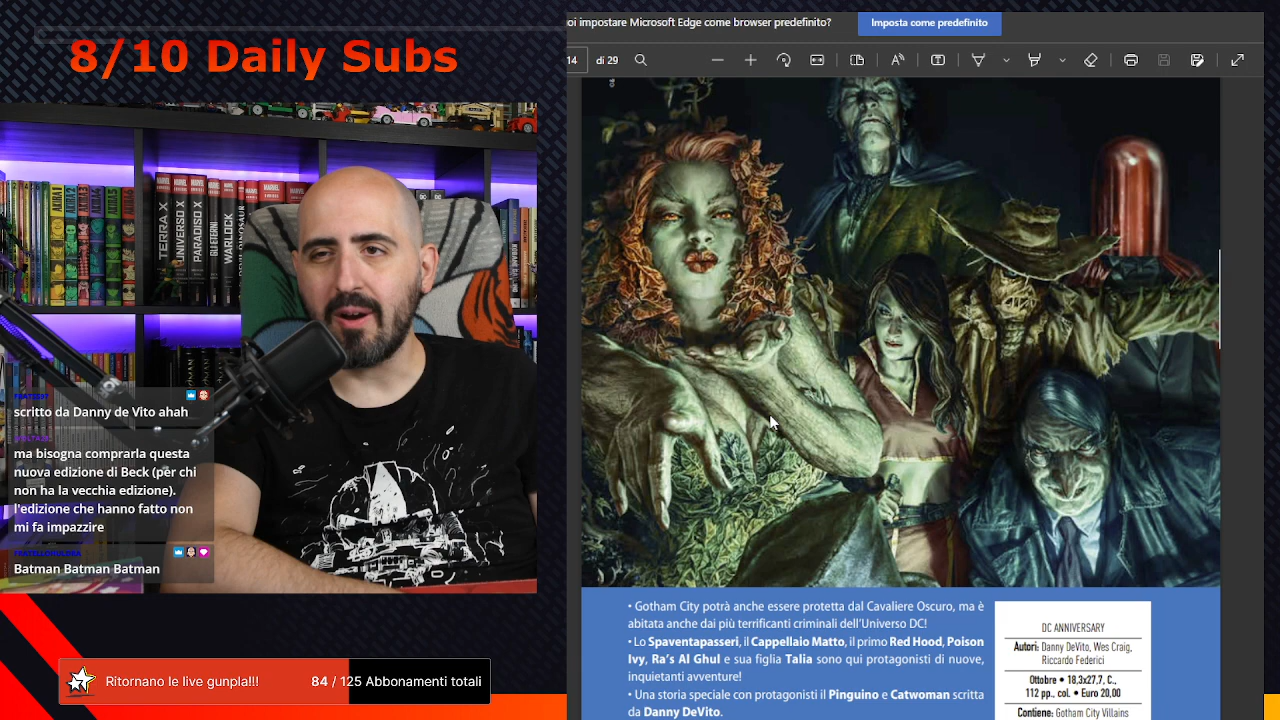 8/10 Daily Subs
oi impostare Microsoft Edge come browser predefinito?
Imposta come predefinito
14
di 29
TERRA X
UNIVERSO X
PARADISO X
GLI ETERNI
WARLOCK
MARVEL
MARVEL
MARVEL
scritto da Danny de Vito ahah
ma bisogna comprarla questa
nuova edizione di Beck (per chi
non ha la vecchia edizione).
l'edizione che hanno fatto non
mi fa impazzire
Batman Batman Batman
Ritornano le live gunpla!!!
84 / 125 Abbonamenti totali
• Gotham City potrà anche essere protetta dal Cavaliere Oscuro, ma è
abitata anche dai più terrificanti criminali dell'Universo DC!
• Lo Spaventapasseri, il Cappellaio Matto, il primo Red Hood, Poison
Ivy, Ra's Al Ghul e sua figlia Talia sono qui protagonisti di nuove,
inquietanti avventure!
• Una storia speciale con protagonisti il Pinguino e Catwoman scritta
da Danny DeVito.
DC ANNIVERSARY
Autori: Danny DeVito, Wes Craig,
Riccardo Federici
Ottobre • 18,3x27,7, C.,
112 pp., col. • Euro 20,00
Contiene: Gotham City Villains